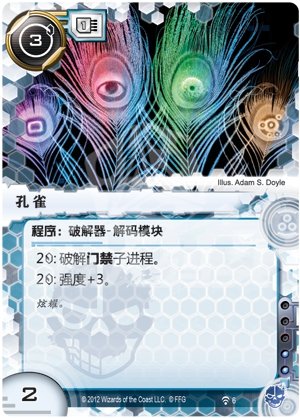 3
Illus. Adam S. Doyle
孔雀
程序：破解器-解码模块
2：破解门禁子进程。
2：强度+3。
炫耀。
2
© 2012 Wizards of the Coast LLC. © FFG
6